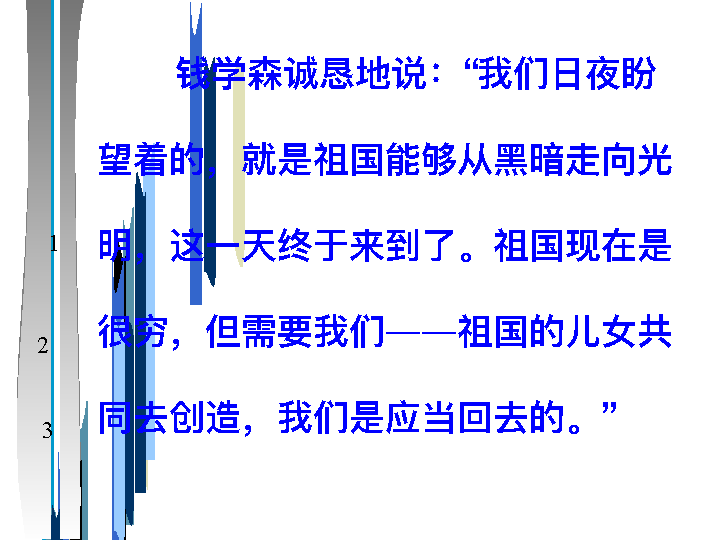 钱学森诚恳地说：“我们日夜盼
望着的，就是祖国能够从黑暗走向光
1
明，这一天终于来到了。祖国现在是
2
很穷，但需要我们——祖国的儿女共
3
同去创造，我们是应当回去的。”